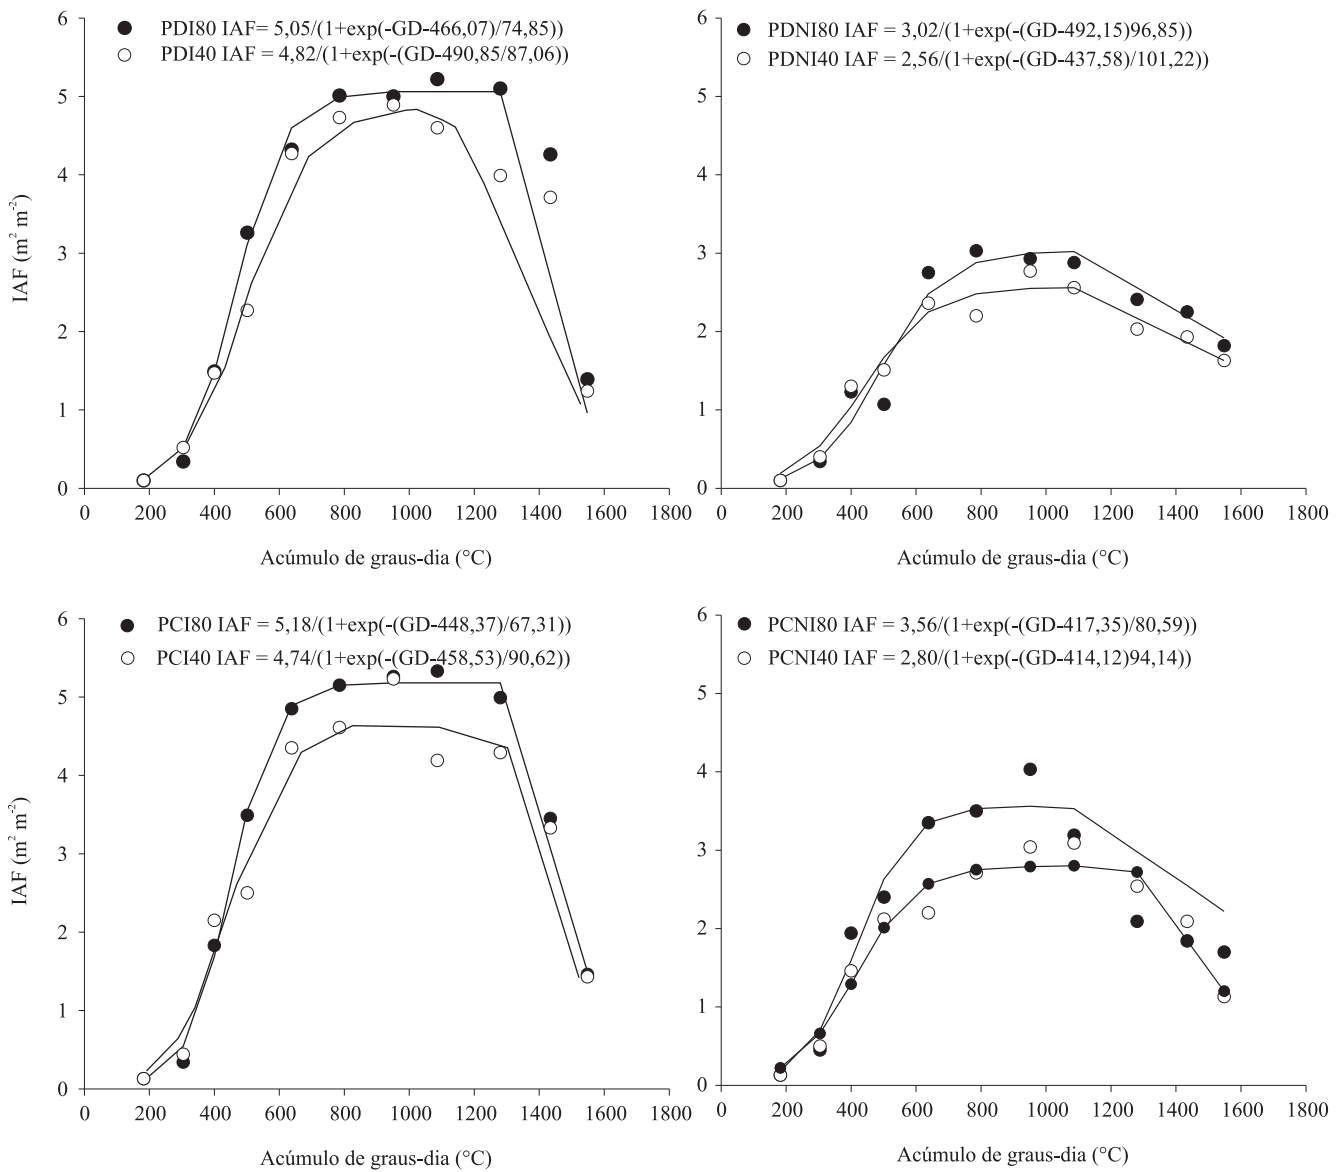 PDI80 IAF= 5,05/(1+exp(-GD-466,07)/74,85))
PDI40 IAF = 4,82/(1+exp(-(GD-490,85/87,06))
IAF (m² m⁻²)
6
5
4
3
2
1
0
0 200 400 600 800 1000 1200 1400 1600 1800
Acúmulo de graus-dia (°C)
PDNI80 IAF = 3,02/(1+exp(-(GD-492,15)96,85))
PDNI40 IAF = 2,56/(1+exp(-(GD-437,58)/101,22))
6
5
4
3
2
1
0
0 200 400 600 800 1000 1200 1400 1600 1800
Acúmulo de graus-dia (°C)
PCI80 IAF = 5,18/(1+exp(-(GD-448,37)/67,31))
PCI40 IAF = 4,74/(1+exp(-(GD-458,53)/90,62))
IAF (m² m⁻²)
6
5
4
3
2
1
0
0 200 400 600 800 1000 1200 1400 1600 1800
Acúmulo de graus-dia (°C)
PCNI80 IAF = 3,56/(1+exp(-(GD-417,35)/80,59))
PCNI40 IAF = 2,80/(1+exp(-(GD-414,12)94,14))
6
5
4
3
2
1
0
0 200 400 600 800 1000 1200 1400 1600 1800
Acúmulo de graus-dia (°C)